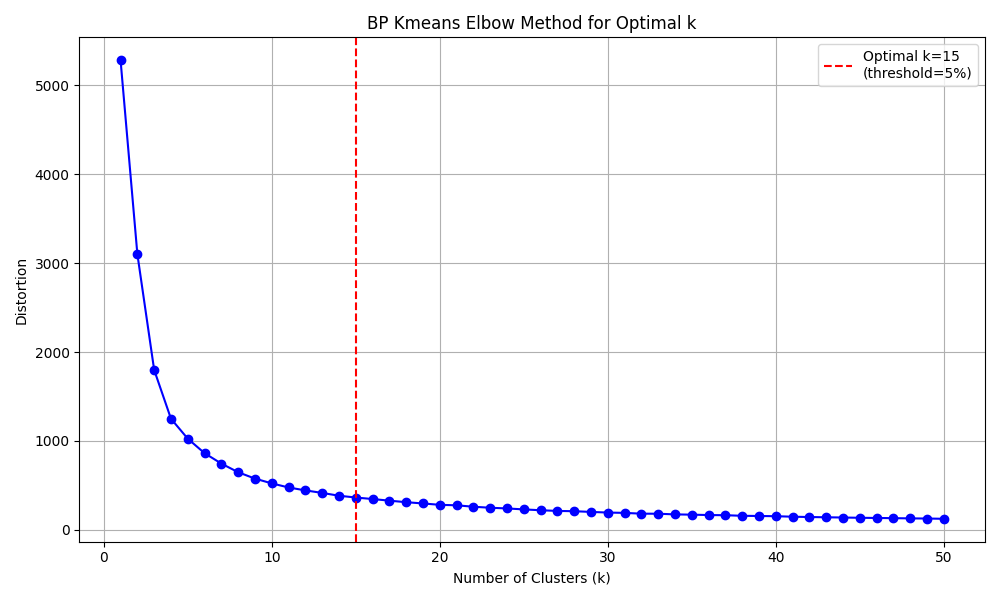 BP Kmeans Elbow Method for Optimal k
Optimal k=15
(threshold=5%)
Distortion
5000
4000
3000
2000
1000
0
0
10
20
30
40
50
Number of Clusters (k)